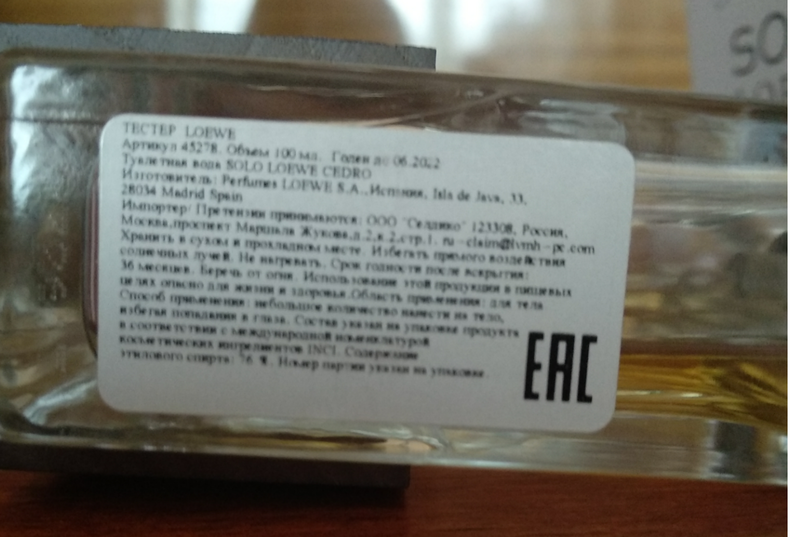 ТЕСТЕР LOEWE
Артикул 45278. Объем 100 мл. Годен до 06.2022
Туалетная вода SOLO LOEWE CEDRO
Изготовитель: Perfumes LOEWE S.A., Испания, Isla de Java, 33,
28034 Madrid Spain
Импортер/ Претензии принимаются: ООО "Селдико" 123308, Россия,
Москва,проспект Маршала Жукова,д.2,к.2,стр.1. ru-claim@lvmh-pc.com
Хранить в сухом и прохладном месте. Избегать прямого воздействия
солнечных лучей. Не нагревать. Срок годности после вскрытия:
36 месяцев. Беречь от огня. Использование этой продукции в пищевых
целях опасно для жизни и здоровья.Область применения: для тела
Способ применения: небольшое количество нанести на тело,
избегая попадания в глаза. Состав указан на упаковке продукта
в соответствии с международной номенклатурой
косметических ингредиентов INCI. Содержание
этилового спирта: 76 %. Номер партии указан на упаковке
EAC
SO